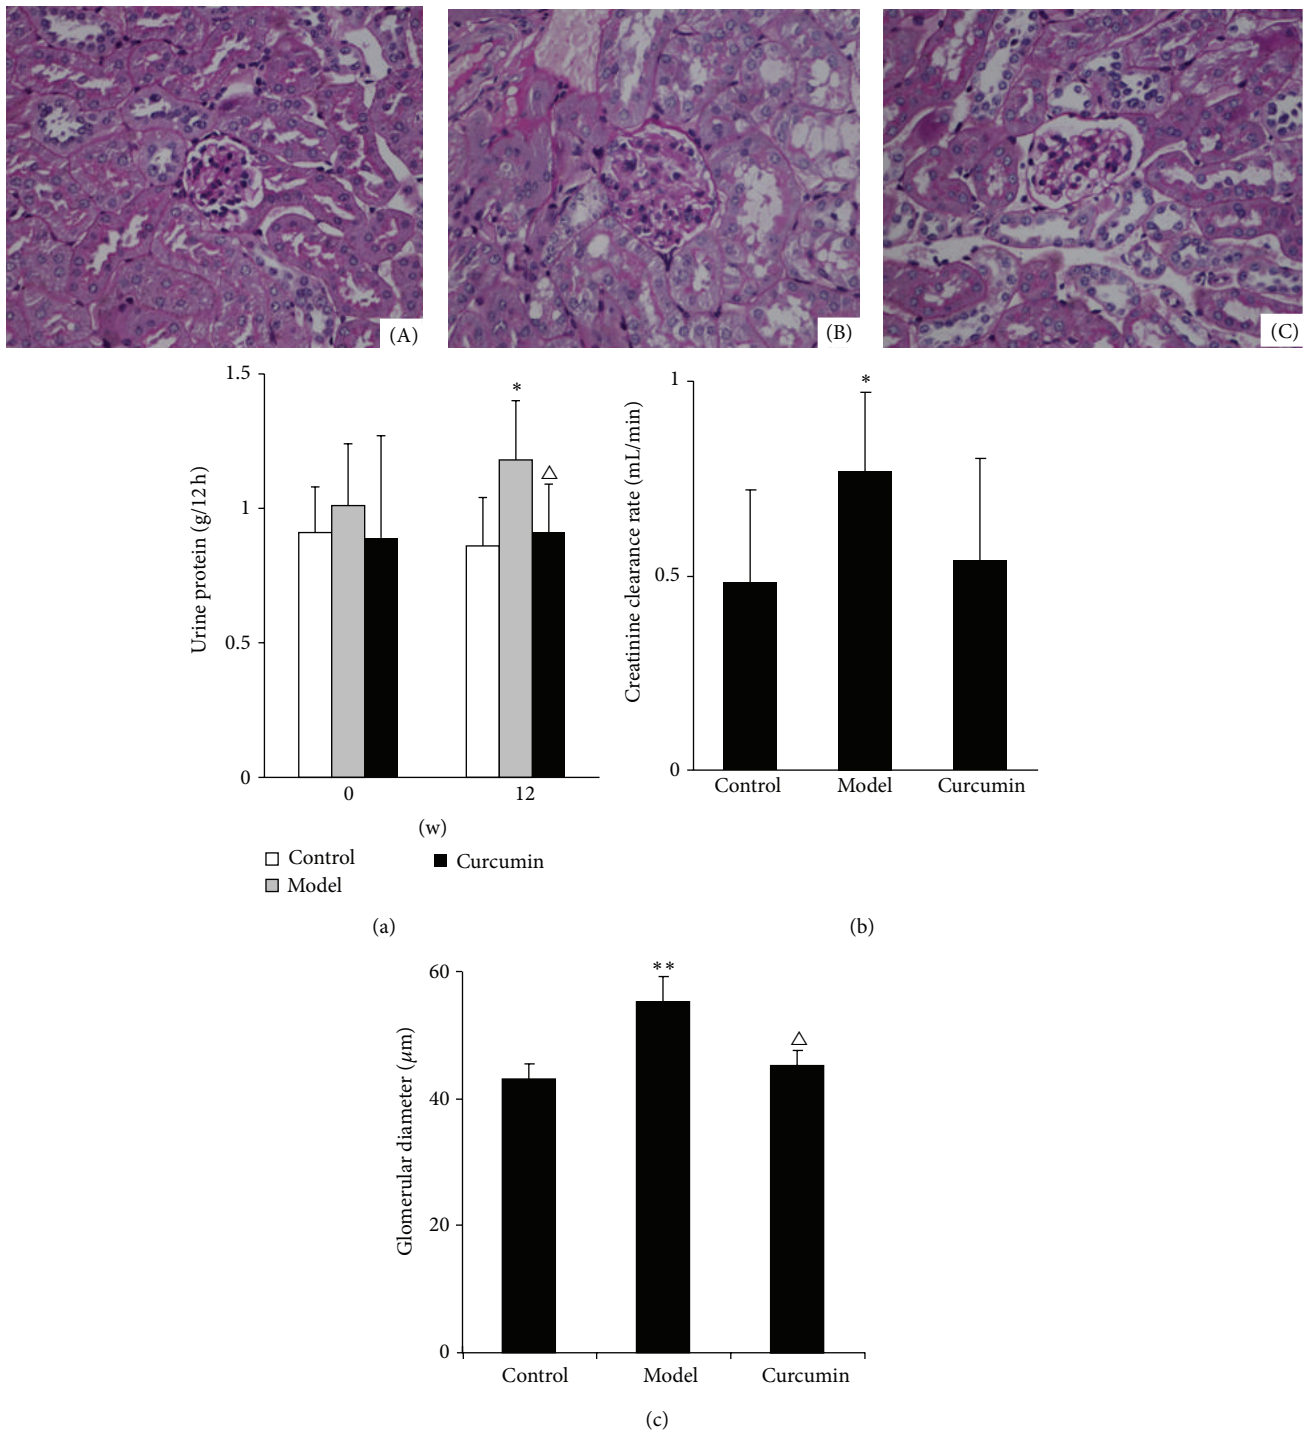 (A)
(B)
(C)
1.5
1
0.5
0
Urine protein (g/12 h)
*
△
0
12
(w)
Control
Model
Curcumin
(a)
1
0.5
0
Creatinine clearance rate (mL/min)
*
Control
Model
Curcumin
(b)
60
40
20
0
Glomerular diameter (μm)
**
△
Control
Model
Curcumin
(c)